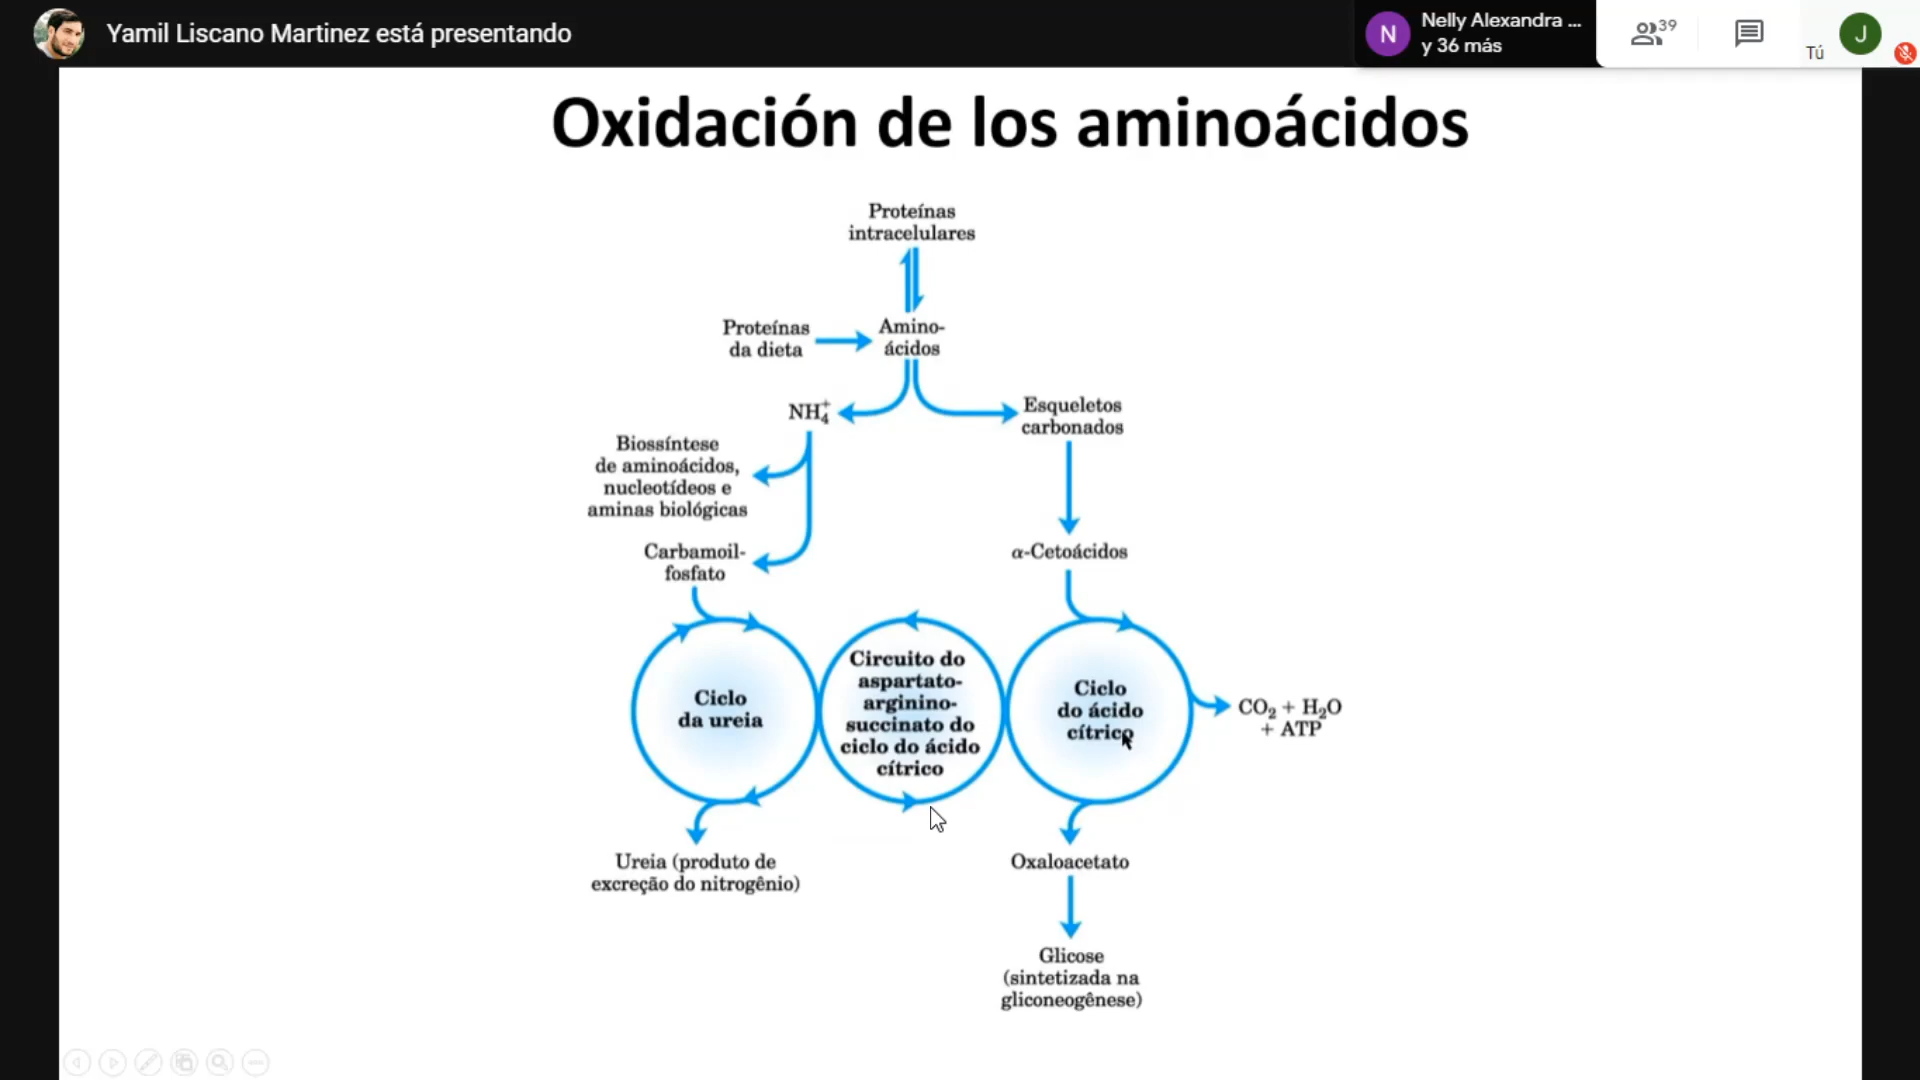 Yamil Liscano Martinez está presentando
N
Nelly Alexandra ...
y 36 más
39
Tú
J
Oxidación de los aminoácidos
Proteínas
intracelulares
Proteínas
da dieta
Amino-
ácidos
NH₄⁺
Esqueletos
carbonados
Biossíntese
de aminoácidos,
nucleotídeos e
aminas biológicas
Carbamoil-
fosfato
α-Cetoácidos
Ciclo
da ureia
Circuito do
aspartato-
arginino-
succinato do
ciclo do ácido
cítrico
Ciclo
do ácido
cítrico
CO₂ + H₂O
+ ATP
Ureia (produto de
excreção do nitrogênio)
Oxaloacetato
Glicose
(sintetizada na
gliconeogênese)